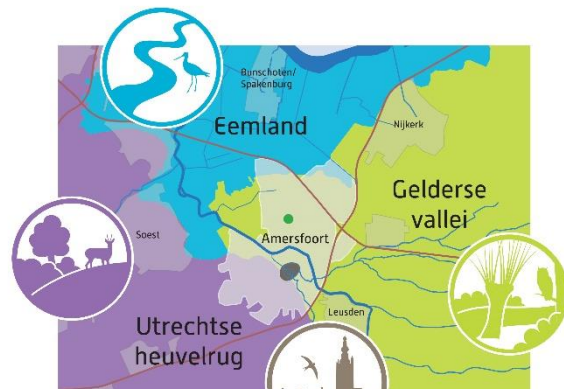 Bunschoten/
Spakenburg
Eemland
Nijkerk
Gelderse
vallei
Amersfoort
Soest
Leusden
Utrechtse
heuvelrug